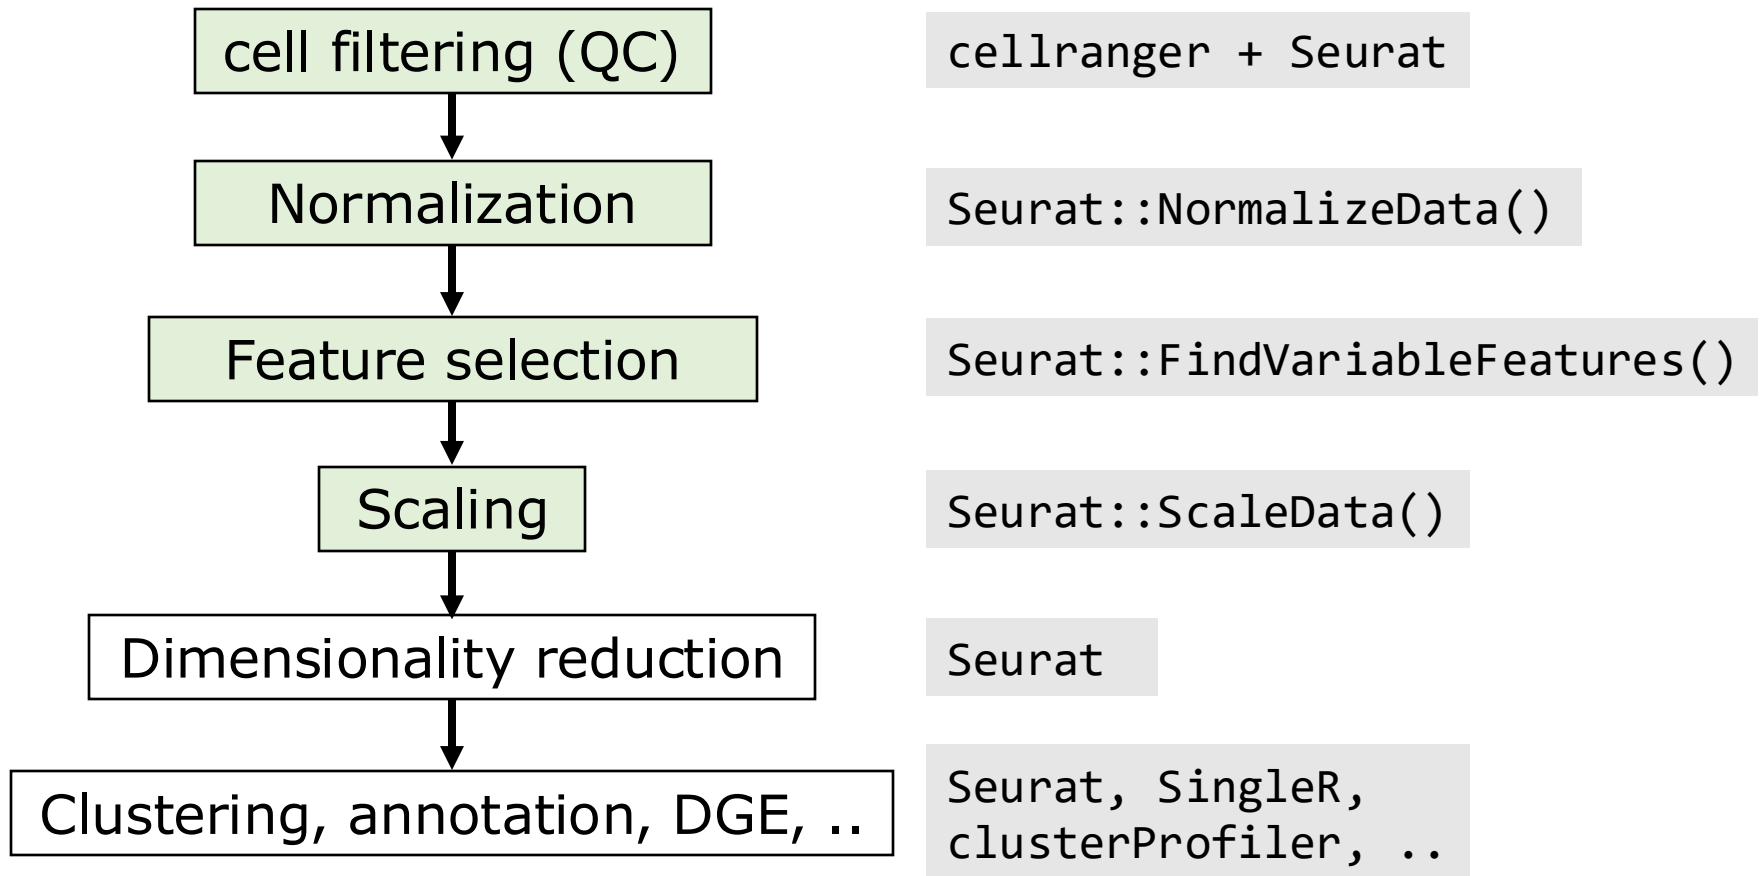 cell filtering (QC)
cellranger + Seurat
Normalization
Seurat::NormalizeData()
Feature selection
Seurat::FindVariableFeatures()
Scaling
Seurat::ScaleData()
Dimensionality reduction
Seurat
Clustering, annotation, DGE, ..
Seurat, SingleR,
clusterProfiler, ..